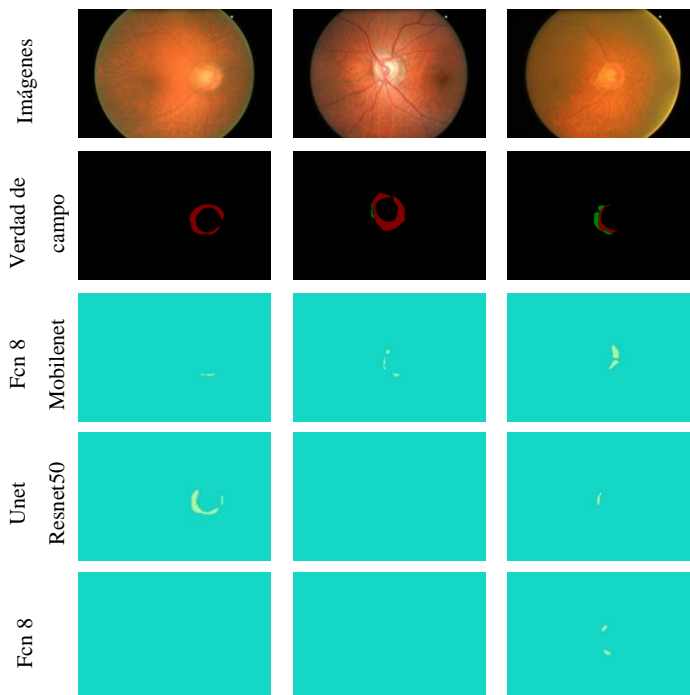 Imágenes
Verdad de
campo
Fcn 8
Mobilenet
Unet
Resnet50
Fcn 8